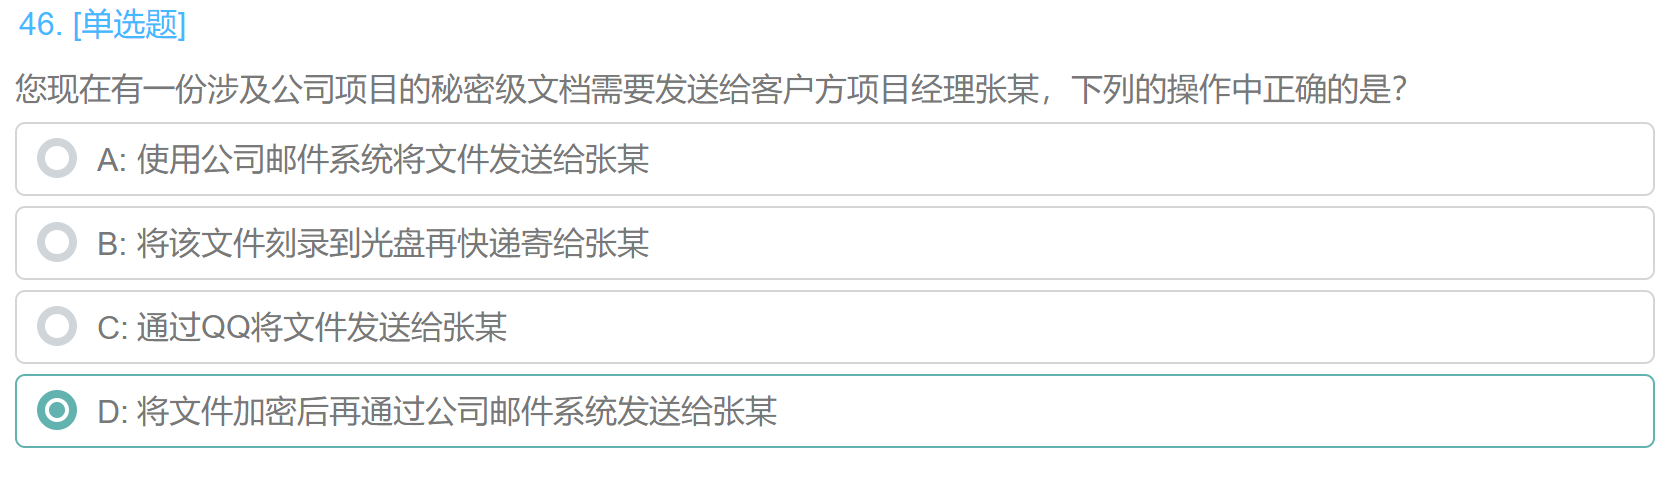 46. [单选题]
您现在有一份涉及公司项目的秘密级文档需要发送给客户方项目经理张某，下列的操作中正确的是?
A: 使用公司邮件系统将文件发送给张某
B: 将该文件刻录到光盘再快递寄给张某
C: 通过QQ将文件发送给张某
D: 将文件加密后再通过公司邮件系统发送给张某